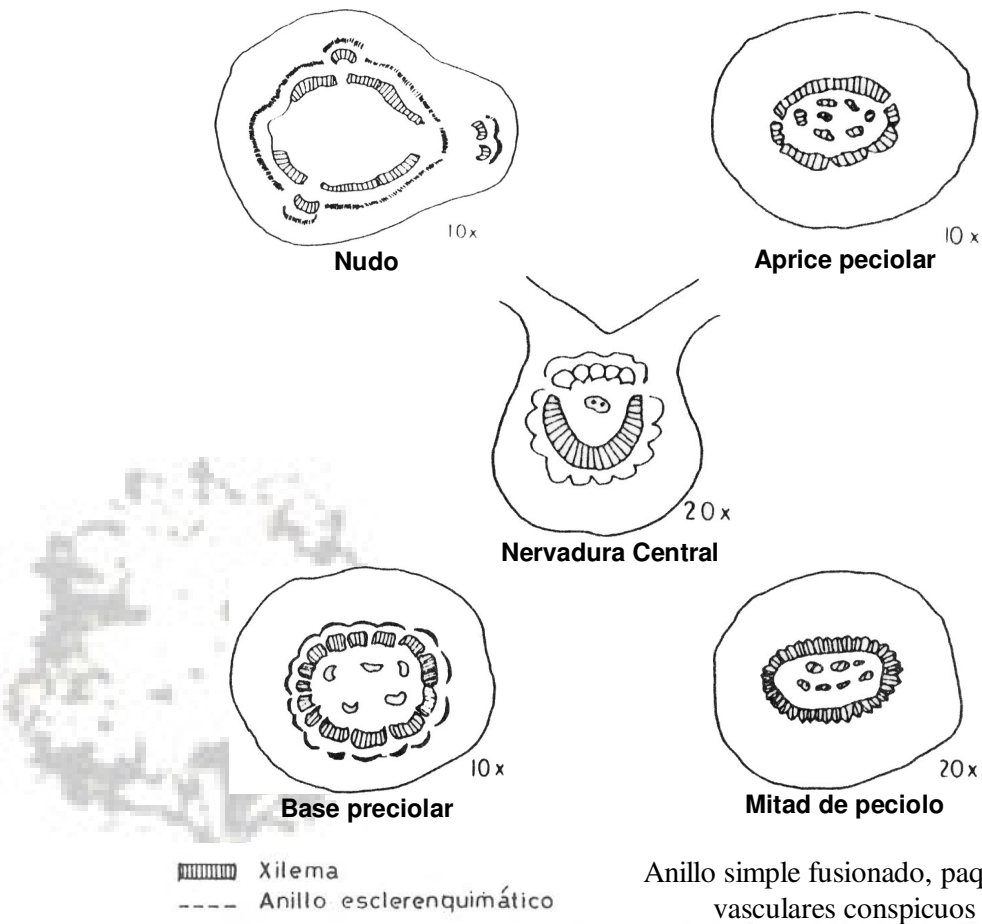 10x
Nudo
10 x
Aprice peciolar
20 x
Nervadura Central
10 x
Base preciolar
20 x
Mitad de peciolo
Xilema
Anillo esclerenquimático
Anillo simple fusionado,
vasculares conspicuos